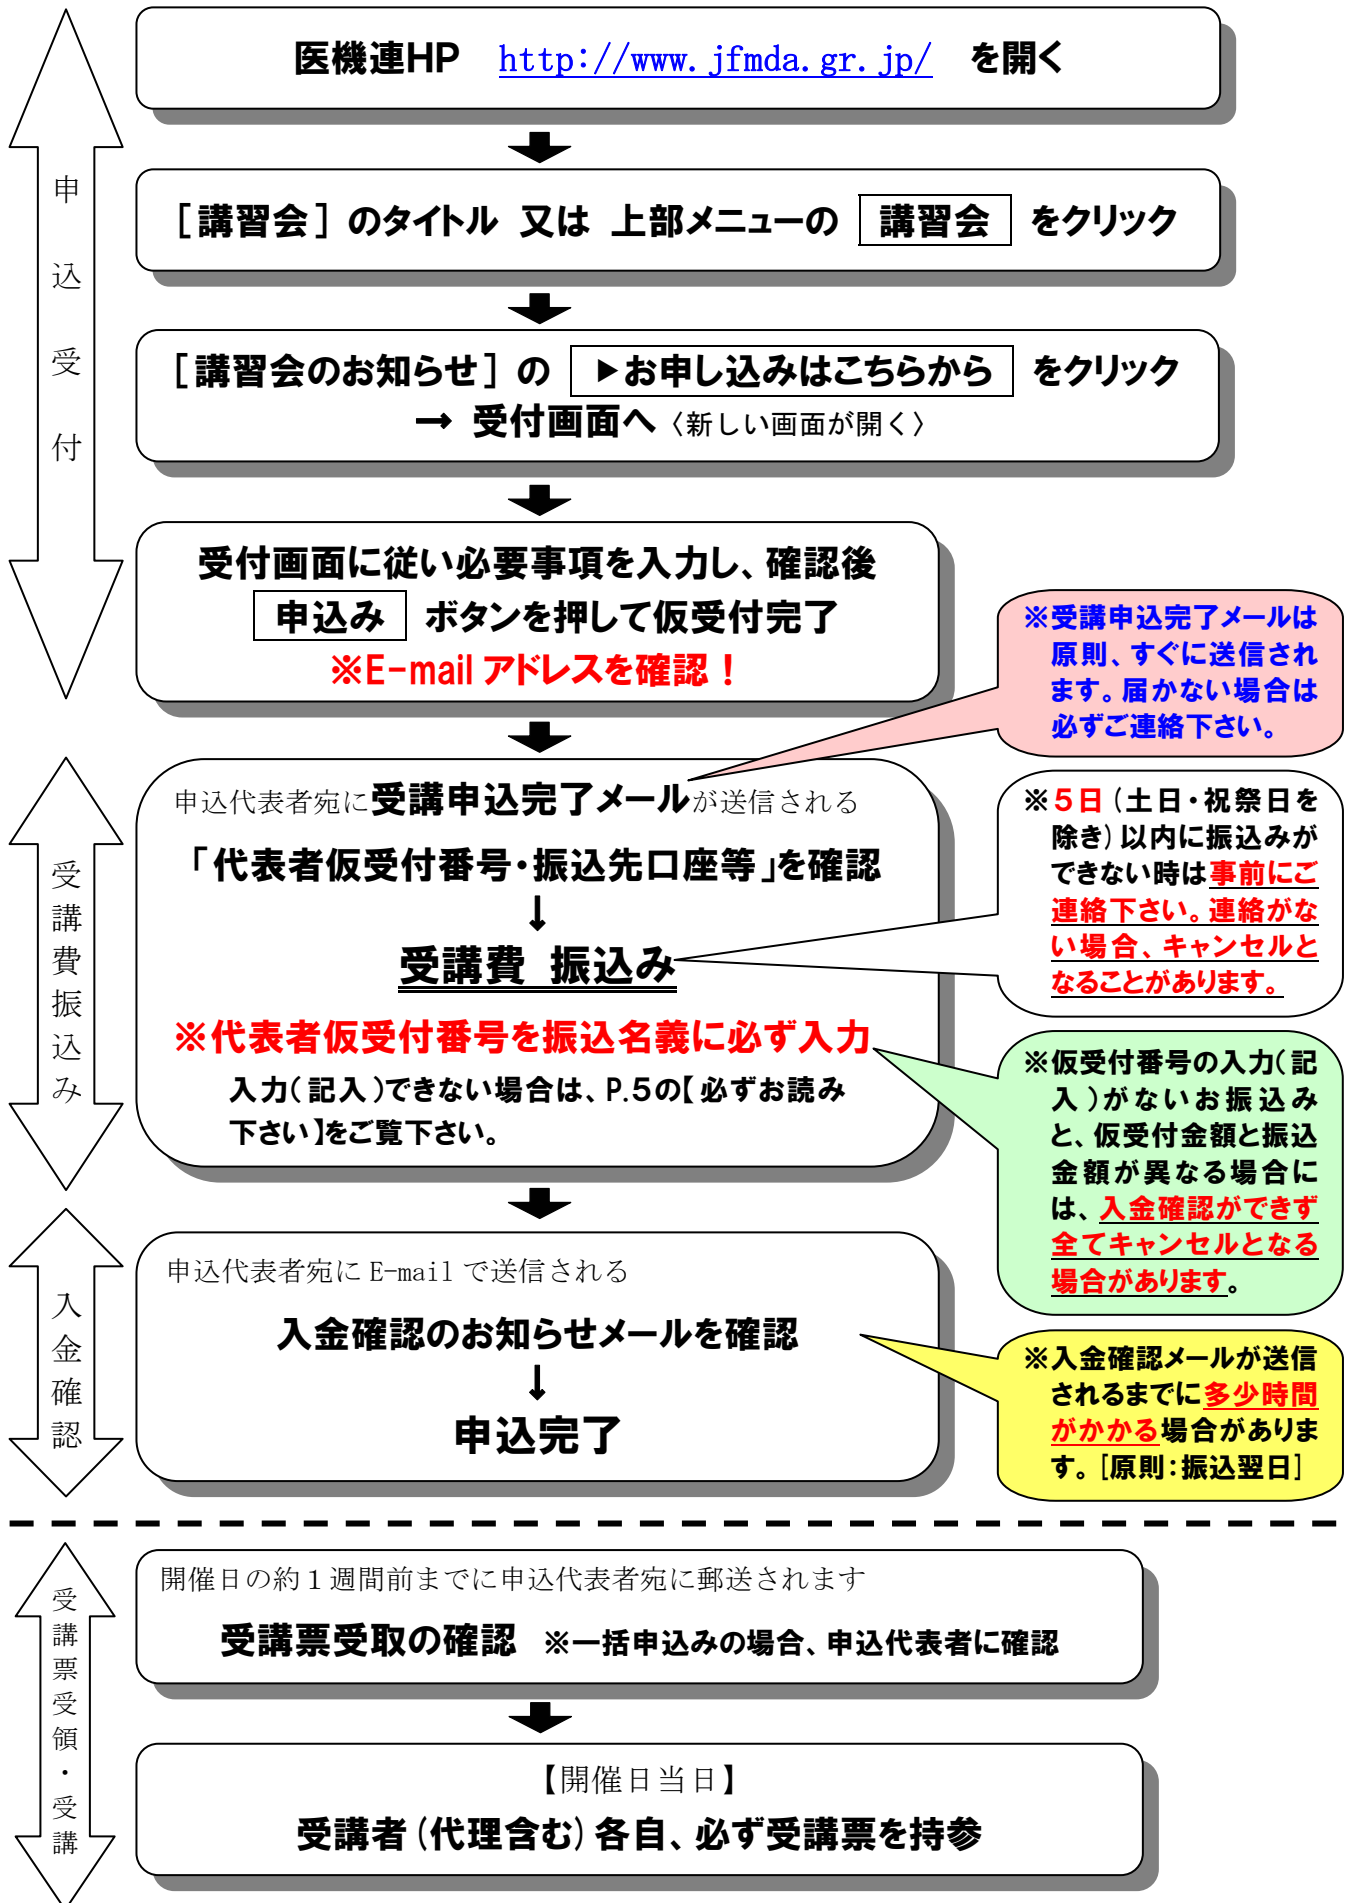 医機連HP http://www.jfmda.gr.jp/ を開く
［講習会］のタイトル 又は 上部メニューの 講習会 をクリック
［講習会のお知らせ］の ▶お申し込みはこちらから をクリック
→ 受付画面へ〈新しい画面が開く〉
申込受付
受付画面に従い必要事項を入力し、確認後
申込み ボタンを押して仮受付完了
※E-mail アドレスを確認！
※受講申込完了メールは
原則、すぐに送信され
ます。届かない場合は
必ずご連絡下さい。
受講費振込み
申込代表者宛に受講申込完了メールが送信される
「代表者仮受付番号・振込先口座等」を確認
↓
受講費 振込み
※代表者仮受付番号を振込名義に必ず入力
入力（記入）できない場合は、P.5の【必ずお読み
下さい】をご覧下さい。
※５日（土日・祝祭日を
除き）以内に振込みが
できない時は事前にご
連絡下さい。連絡がな
い場合、キャンセルと
なることがあります。
※仮受付番号の入力（記
入）がないお振込み
と、仮受付金額と振込
金額が異なる場合に
は、入金確認ができず
全てキャンセルとなる
場合があります。
入金確認
申込代表者宛に E-mail で送信される
入金確認のお知らせメールを確認
↓
申込完了
※入金確認メールが送信
されるまでに多少時間
がかかる場合がありま
す。［原則：振込翌日］
受講票受領・受講
開催日の約１週間前までに申込代表者宛に郵送されます
受講票受取の確認 ※一括申込みの場合、申込代表者に確認
【開催日当日】
受講者（代理含む）各自、必ず受講票を持参